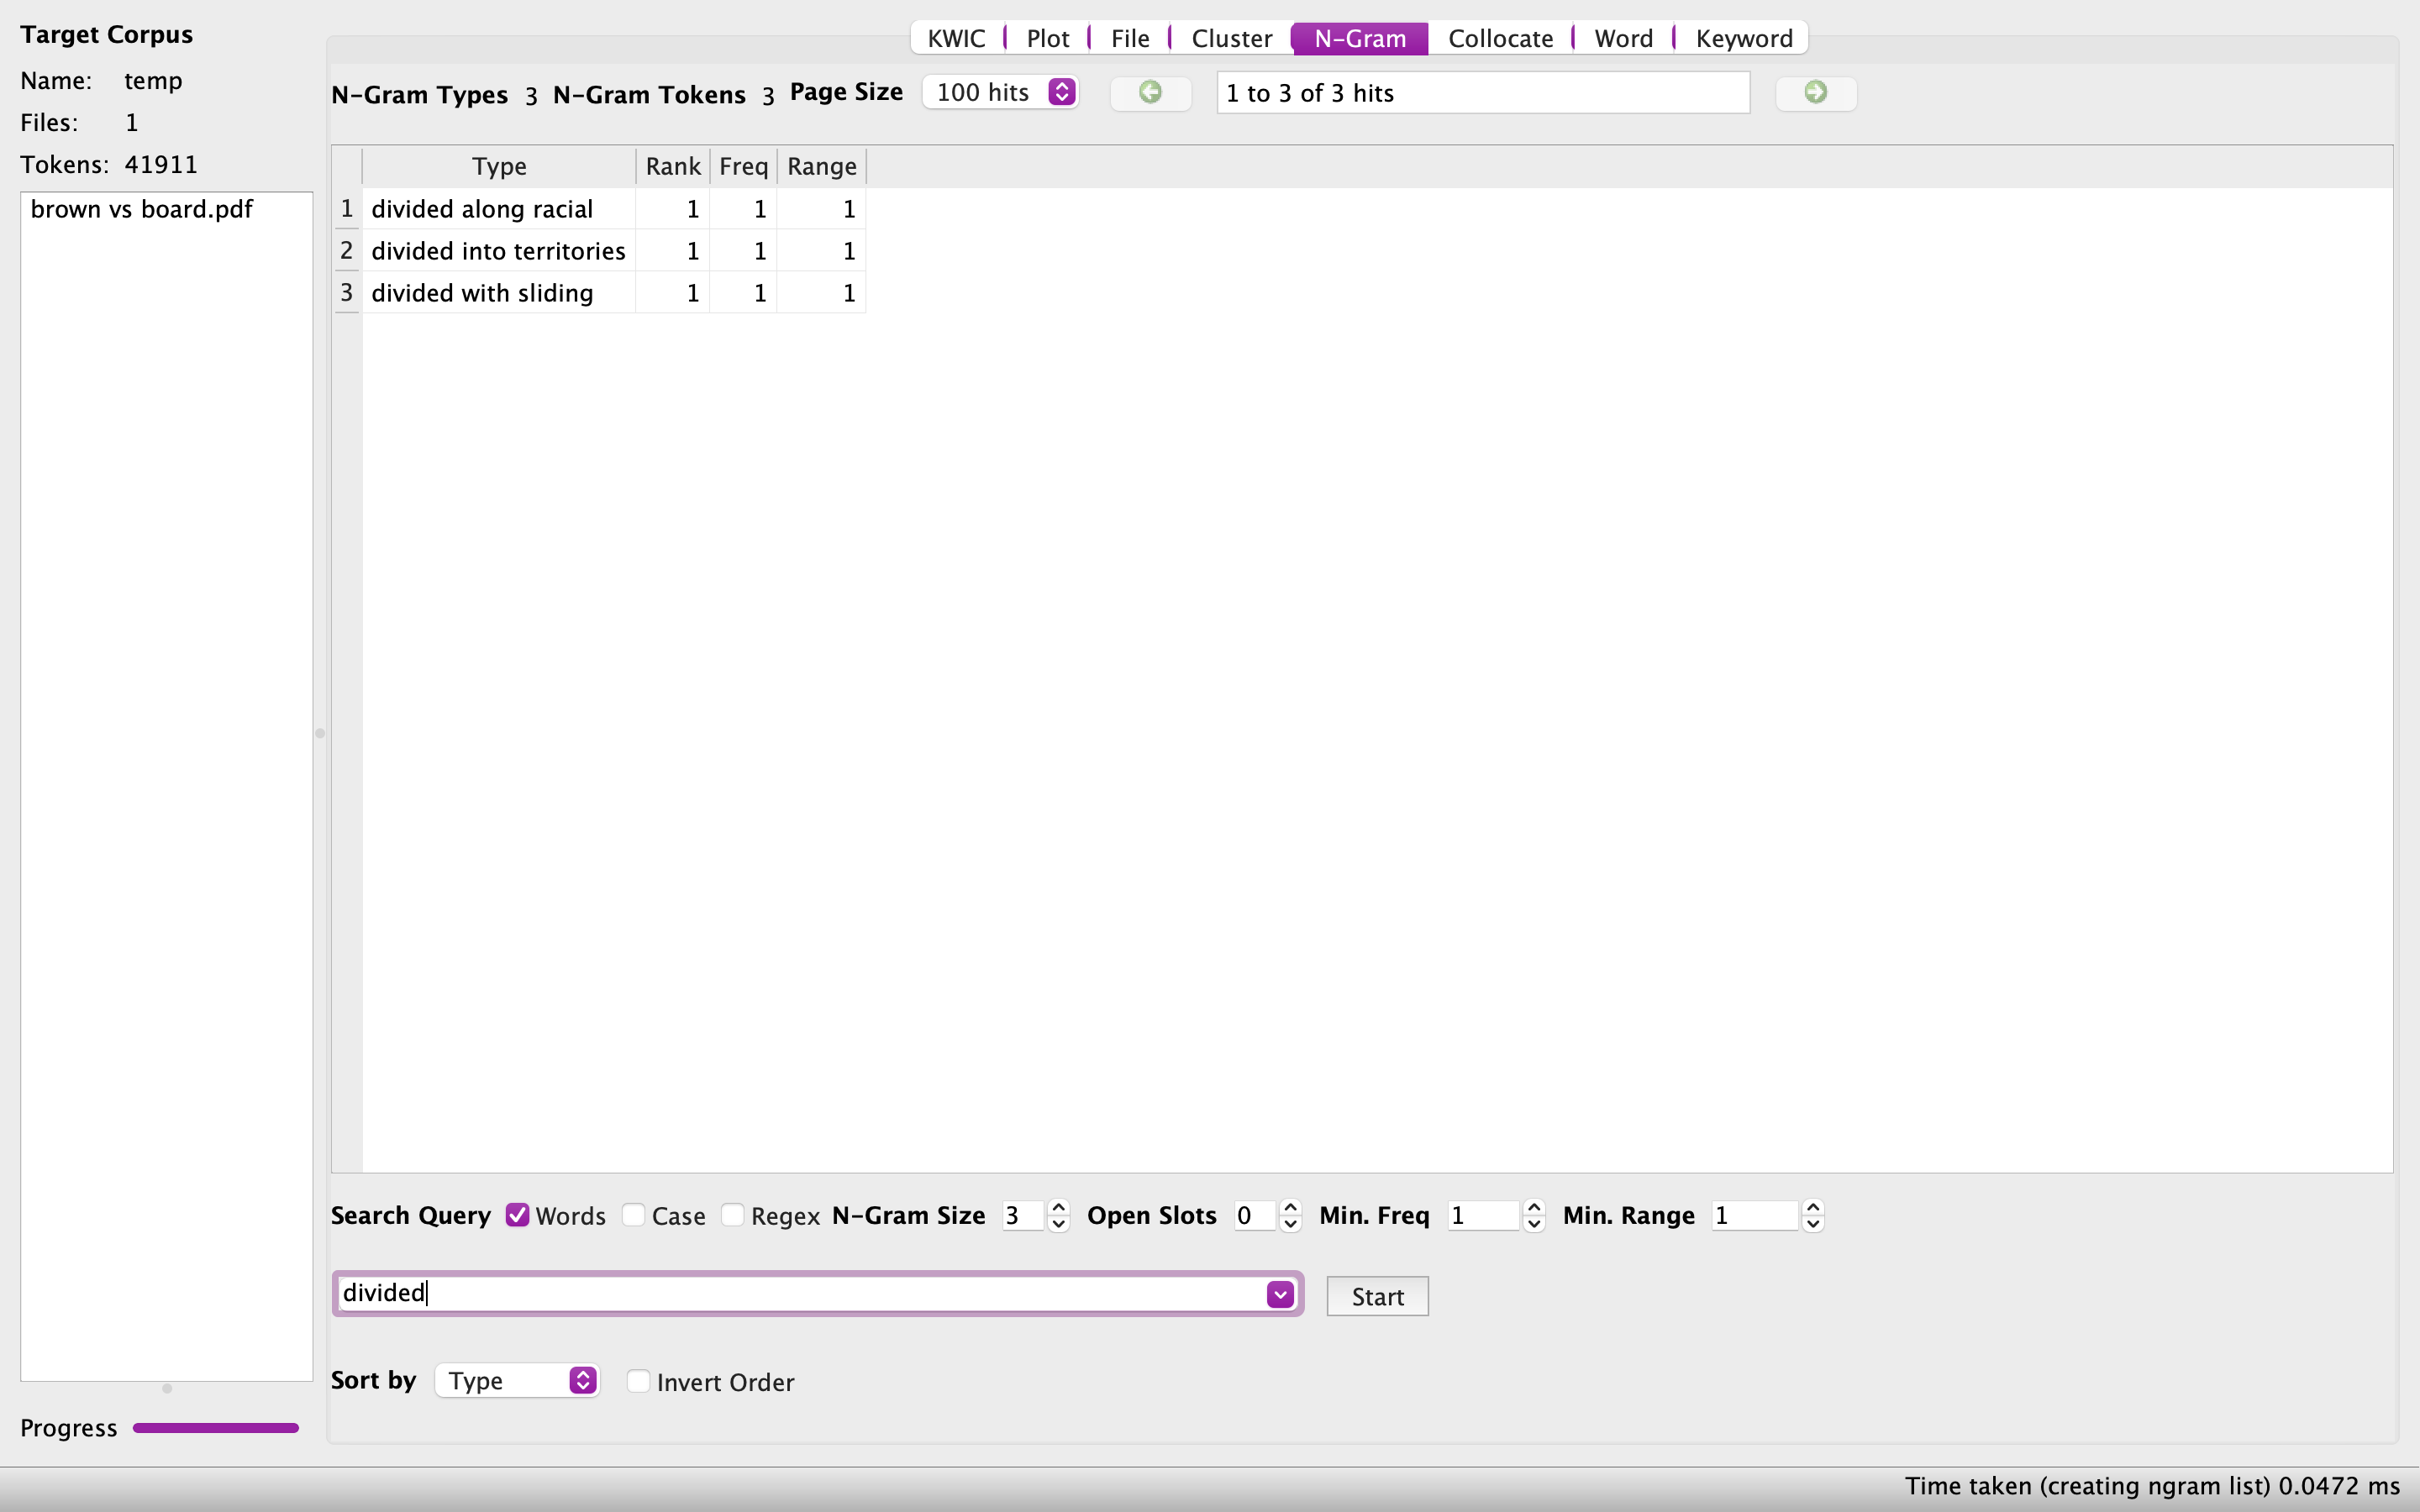 Target Corpus
Name: temp
Files: 1
Tokens: 41911
brown vs board.pdf
Progress
KWIC Plot File Cluster N-Gram Collocate Word Keyword
N-Gram Types 3 N-Gram Tokens 3 Page Size 100 hits 1 to 3 of 3 hits
Type Rank Freq Range
1 divided along racial 1 1 1
2 divided into territories 1 1 1
3 divided with sliding 1 1 1
Search Query Words Case Regex N-Gram Size 3 Open Slots 0 Min. Freq 1 Min. Range 1
divided Start
Sort by Type Invert Order
Time taken (creating ngram list) 0.0472 ms